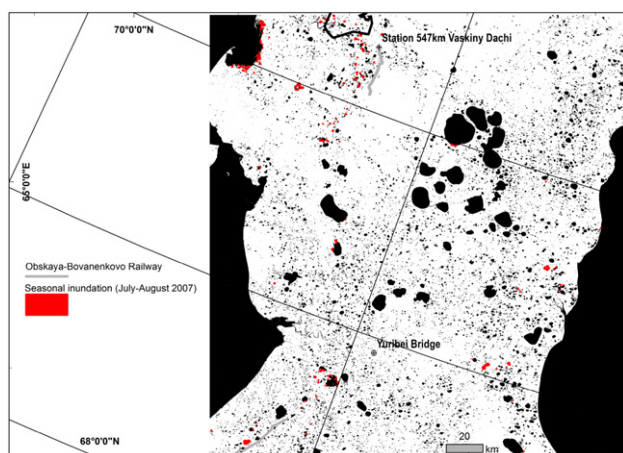 70°0'0"N
Station 547km Vaskiny Dachi
65°0'0"E
Obskaya-Bovanenkovo Railway
Seasonal inundation (July-August 2007)
Yuribei Bridge
68°0'0"N
20
km